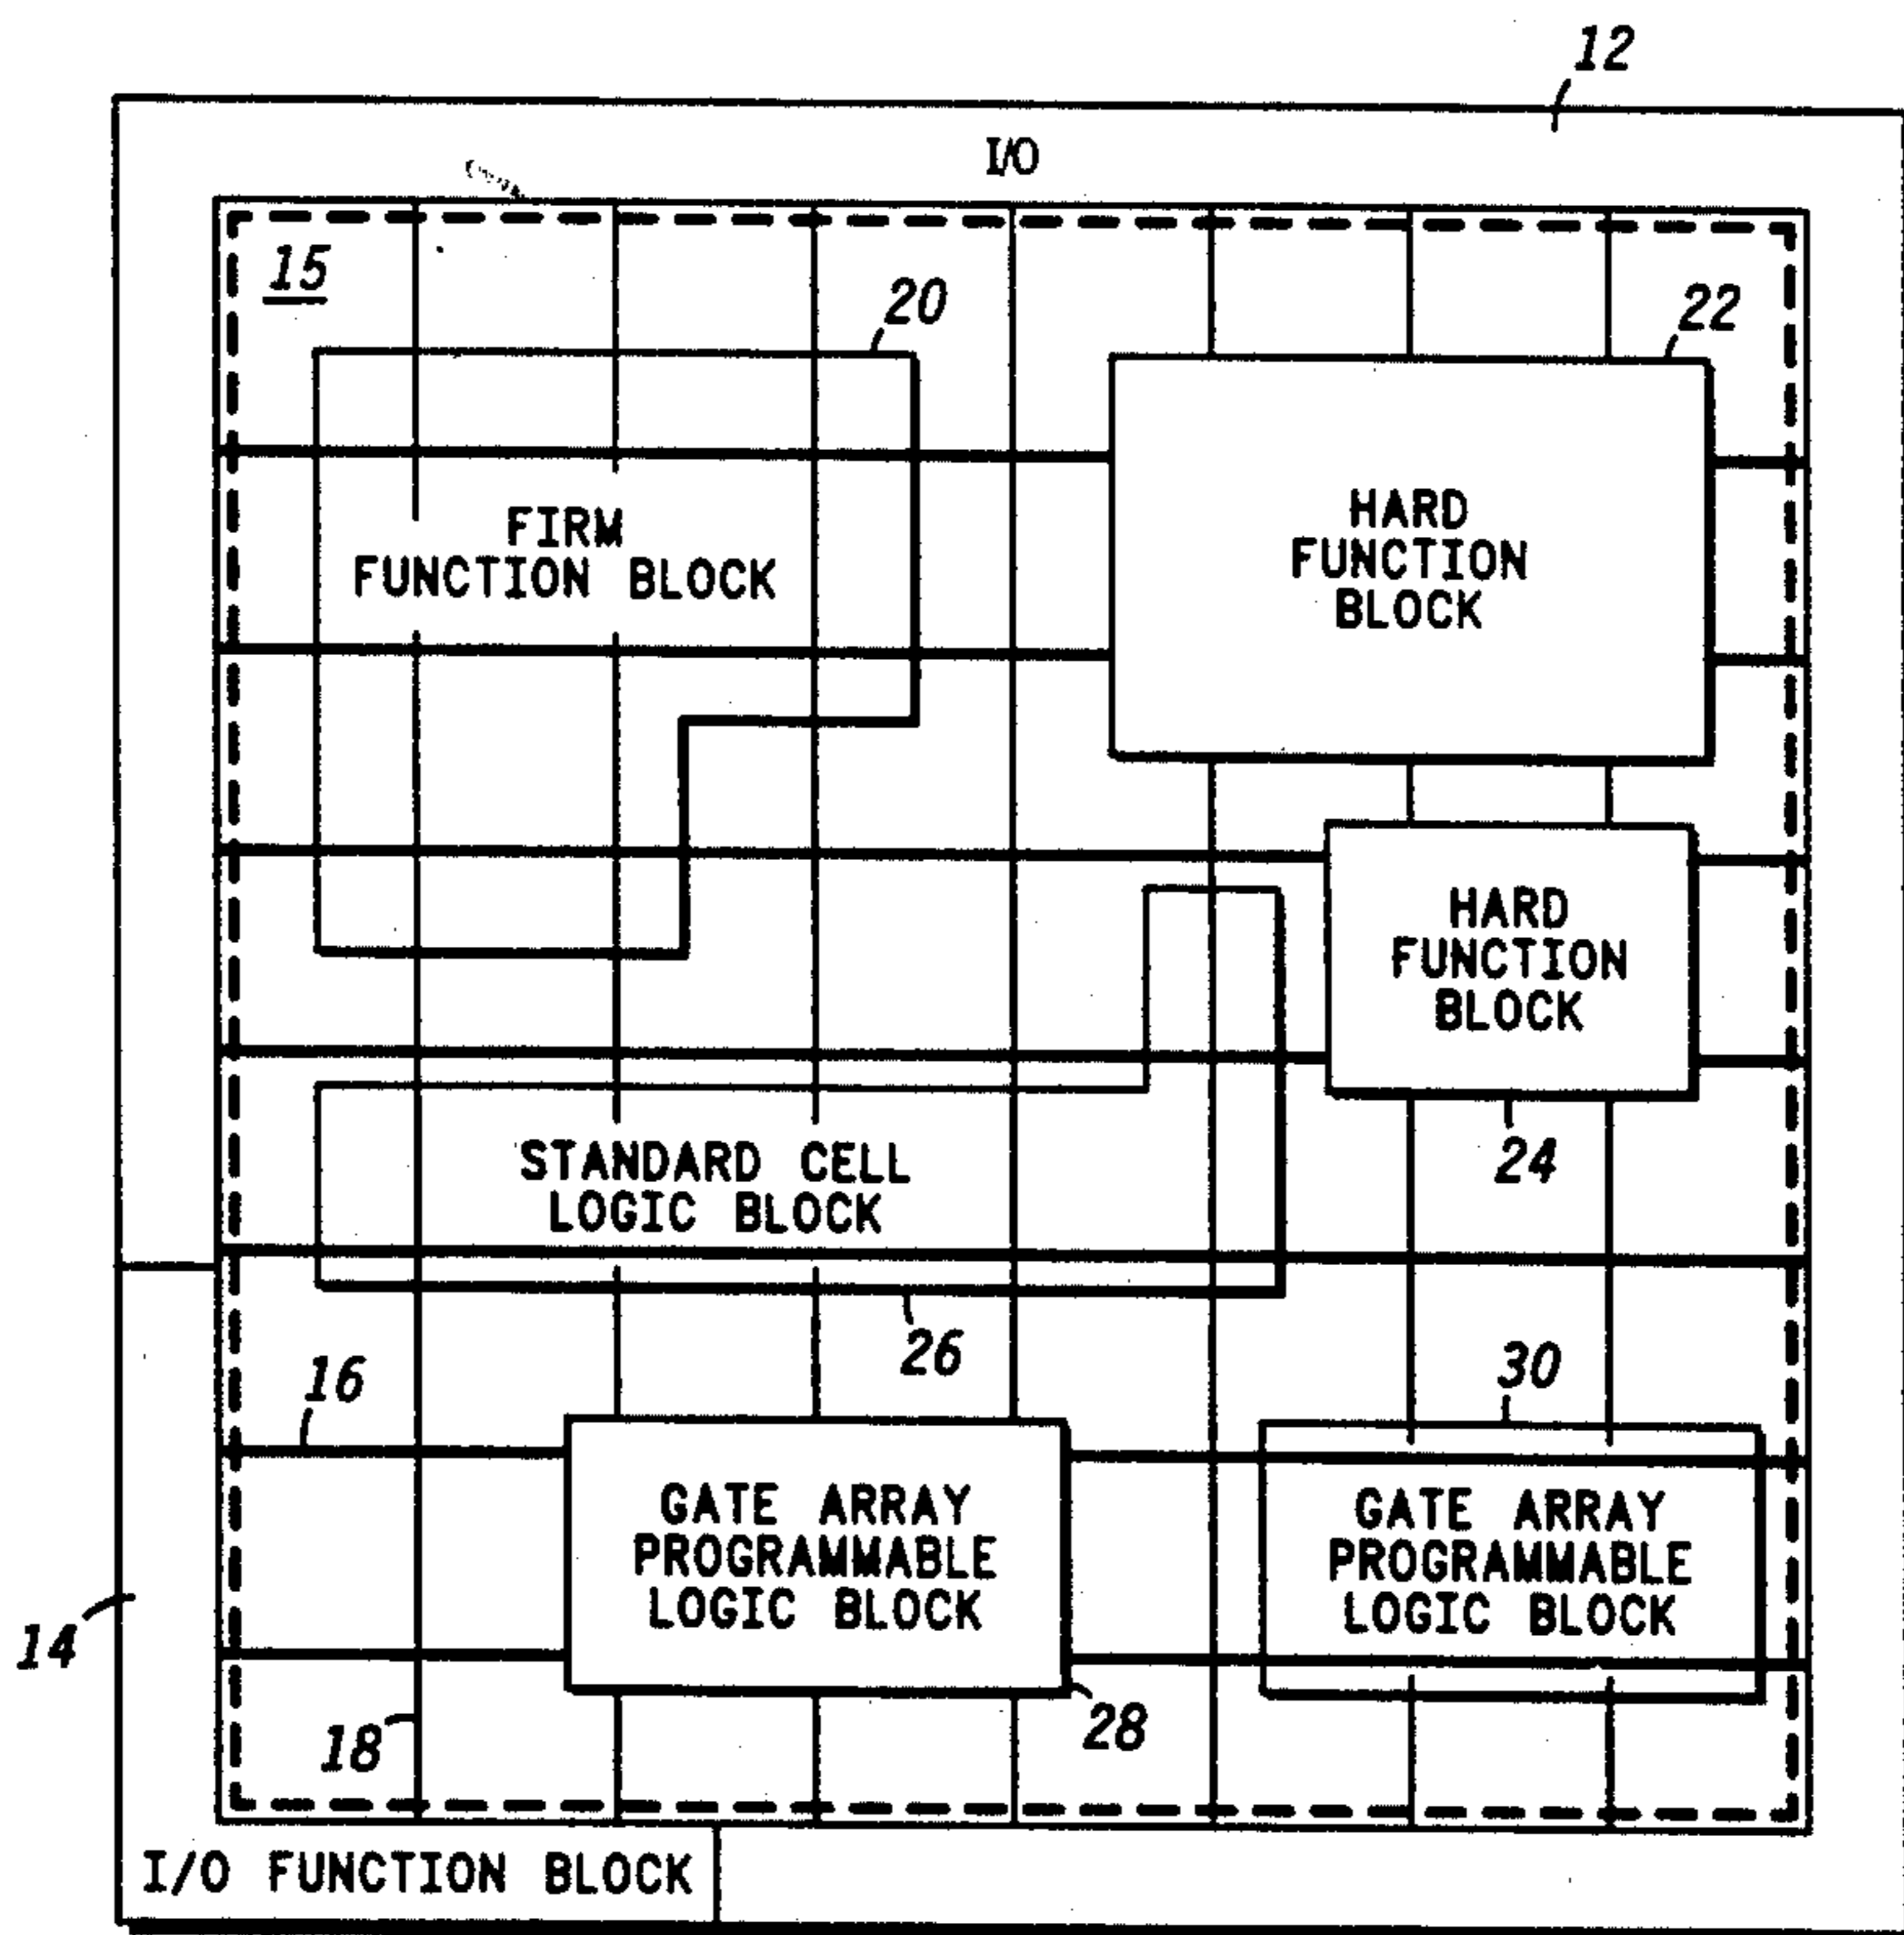 12
I/O
15
20
22
FIRM
FUNCTION BLOCK
HARD
FUNCTION
BLOCK
HARD
FUNCTION
BLOCK
24
STANDARD CELL
LOGIC BLOCK
26
16
30
GATE ARRAY
PROGRAMMABLE
LOGIC BLOCK
GATE ARRAY
PROGRAMMABLE
LOGIC BLOCK
14
18
28
I/O FUNCTION BLOCK